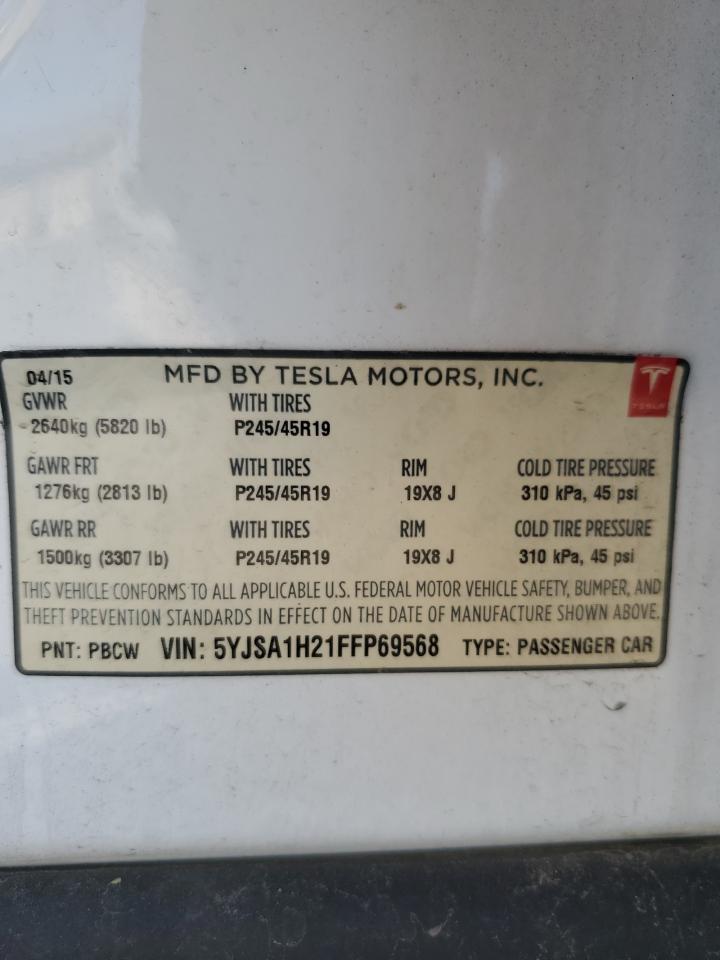 04/15 MFD BY TESLA MOTORS, INC.
GVWR WITH TIRES
2640kg (5820 lb) P245/45R19
GAWR FRT WITH TIRES RIM COLD TIRE PRESSURE
1276kg (2813 lb) P245/45R19 19X8 J 310 kPa, 45 psi
GAWR RR WITH TIRES RIM COLD TIRE PRESSURE
1500kg (3307 lb) P245/45R19 19X8 J 310 kPa, 45 psi
THIS VEHICLE CONFORMS TO ALL APPLICABLE U.S. FEDERAL MOTOR VEHICLE SAFETY, BUMPER, AND
THEFT PREVENTION STANDARDS IN EFFECT ON THE DATE OF MANUFACTURE SHOWN ABOVE.
PNT: PBCW VIN: 5YJSA1H21FFP69568 TYPE: PASSENGER CAR
TESLA